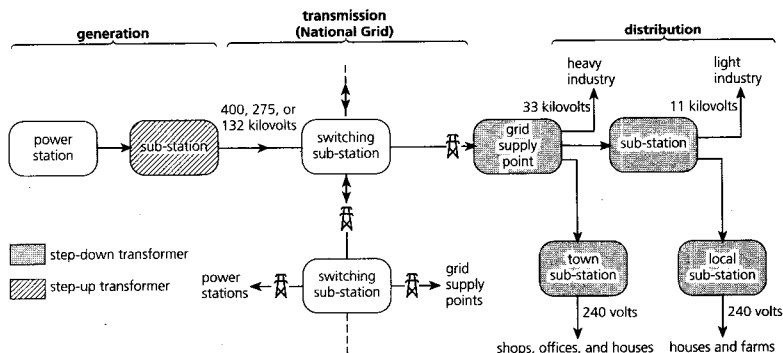 generation
transmission
(National Grid)
distribution
heavy
industry
light
industry
400, 275, or
132 kilovolts
33 kilovolts
11 kilovolts
power
station
sub-station
switching
sub-station
grid
supply
point
sub-station
step-down transformer
step-up transformer
power
stations
switching
sub-station
grid
supply
points
town
sub-station
local
sub-station
240 volts
240 volts
shops, offices, and houses
houses and farms